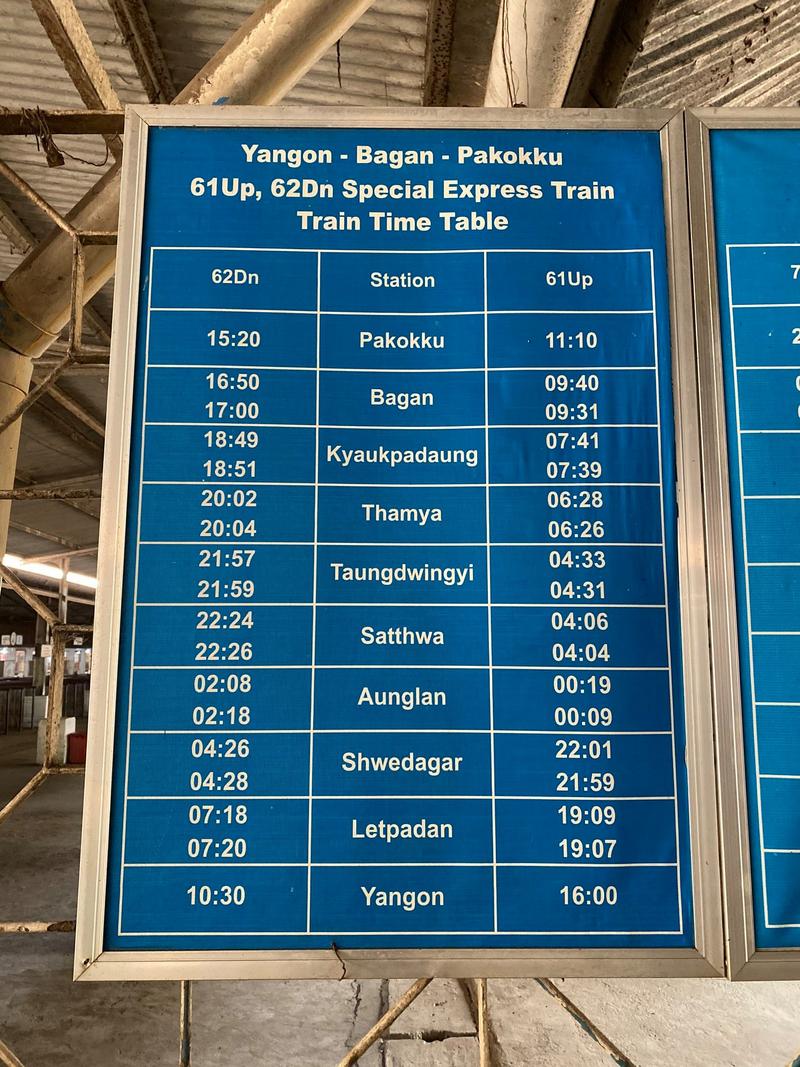 Yangon - Bagan - Pakokku
61Up, 62Dn Special Express Train
Train Time Table
62Dn Station 61Up
15:20 Pakokku 11:10
16:50 Bagan 09:40
17:00 09:31
18:49 Kyaukpadaung 07:41
18:51 07:39
20:02 Thamya 06:28
20:04 06:26
21:57 Taungdwingyi 04:33
21:59 04:31
22:24 Satthwa 04:06
22:26 04:04
02:08 Aunglan 00:19
02:18 00:09
04:26 Shwedagar 22:01
04:28 21:59
07:18 Letpadan 19:09
07:20 19:07
10:30 Yangon 16:00